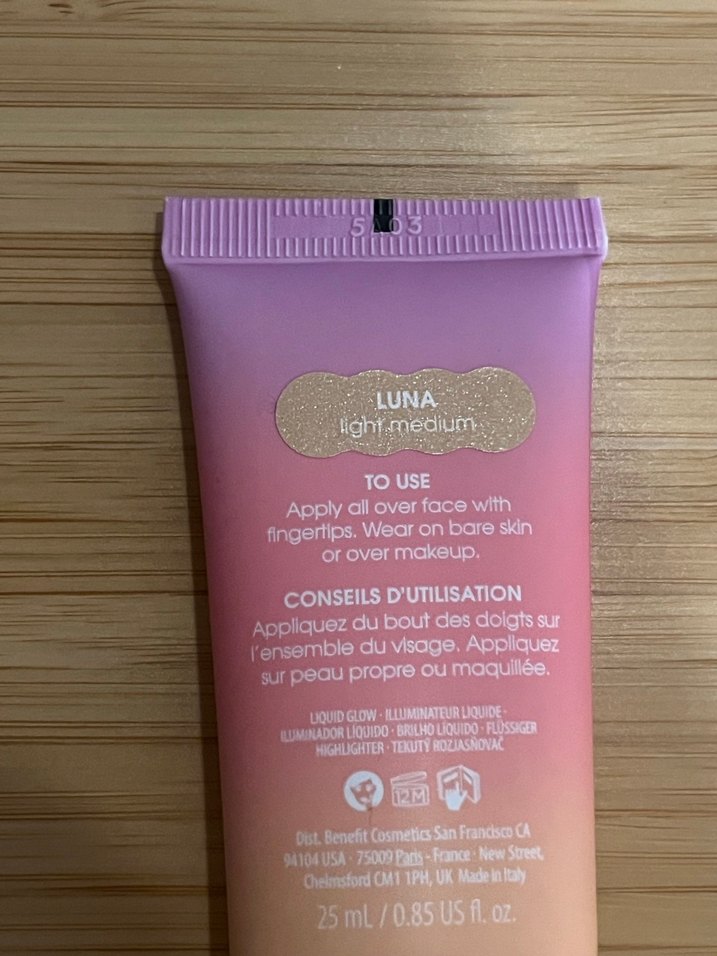 5A03
LUNA
light medium
TO USE
Apply all over face with
fingertips. Wear on bare skin
or over makeup.
CONSEILS D'UTILISATION
Appliquez du bout des doigts sur
l'ensemble du visage. Appliquez
sur peau propre ou maquillée.
LIQUID GLOW · ILLUMINATEUR LIQUIDE ·
ILUMINADOR LÍQUIDO · BRILHO LÍQUIDO · FLÜSSIGER
HIGHLIGHTER · TEKUTÝ ROZJASŇOVAČ
12M
Dist. Benefit Cosmetics San Francisco CA
94104 USA · 75009 Paris - France · New Street,
Chelmsford CM1 1PH, UK Made in Italy
25 mL / 0.85 US fl. oz.